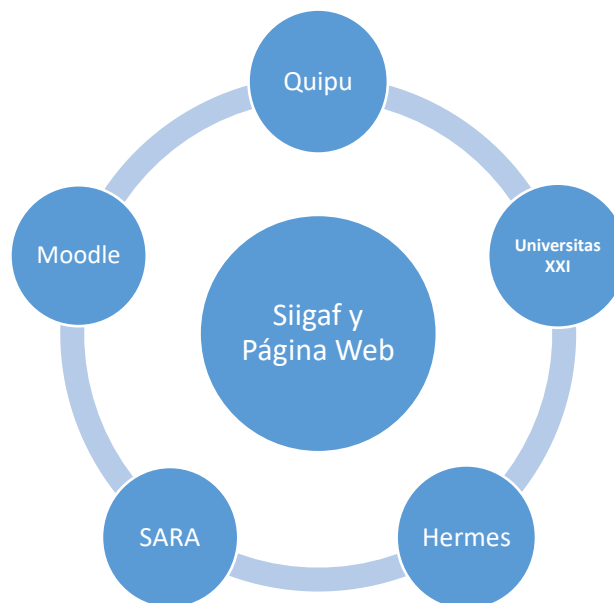 Quipu
Universitas
XXI
Hermes
SARA
Moodle
Siigaf y
Página Web